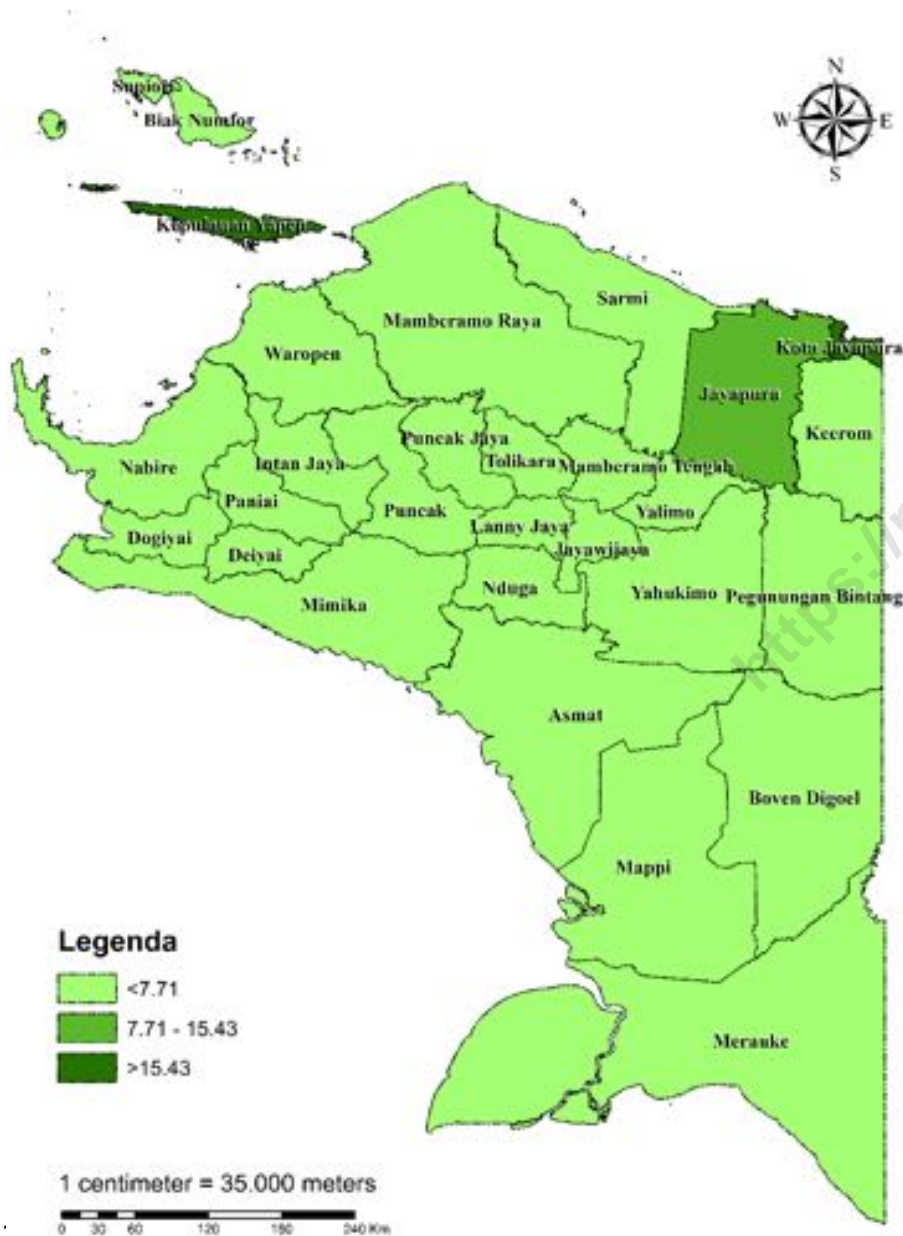 N
W E
S
Supiori
Biak Numfor
Kepulauan Yapen
Sarmi
Mamberamo Raya
Waropen
Kota Jayapura
Jayapura
Keerom
Puncak Jaya
Intan Jaya
Tolikara
Mamberamo Tengah
Nabire
Paniai
Puncak
Yalimo
Lanny Jaya
Dogiyai
Deiyai
Jayawijaya
Nduga
Yahukimo
Pegunungan Bintang
Mimika
https://
Asmat
Boven Digoel
Mappi
Merauke
Legenda
<7.71
7.71 - 15.43
>15.43
1 centimeter = 35.000 meters
0 30 60 120 180 240 Km